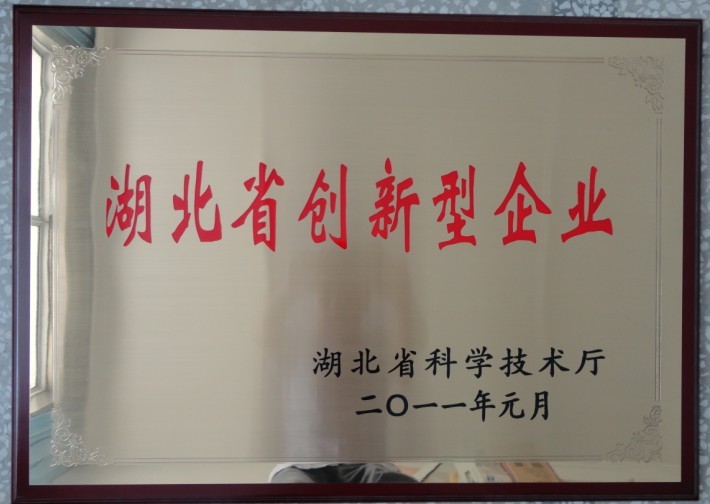 湖北省创新型企业
湖北省科学技术厅
二〇一一年元月